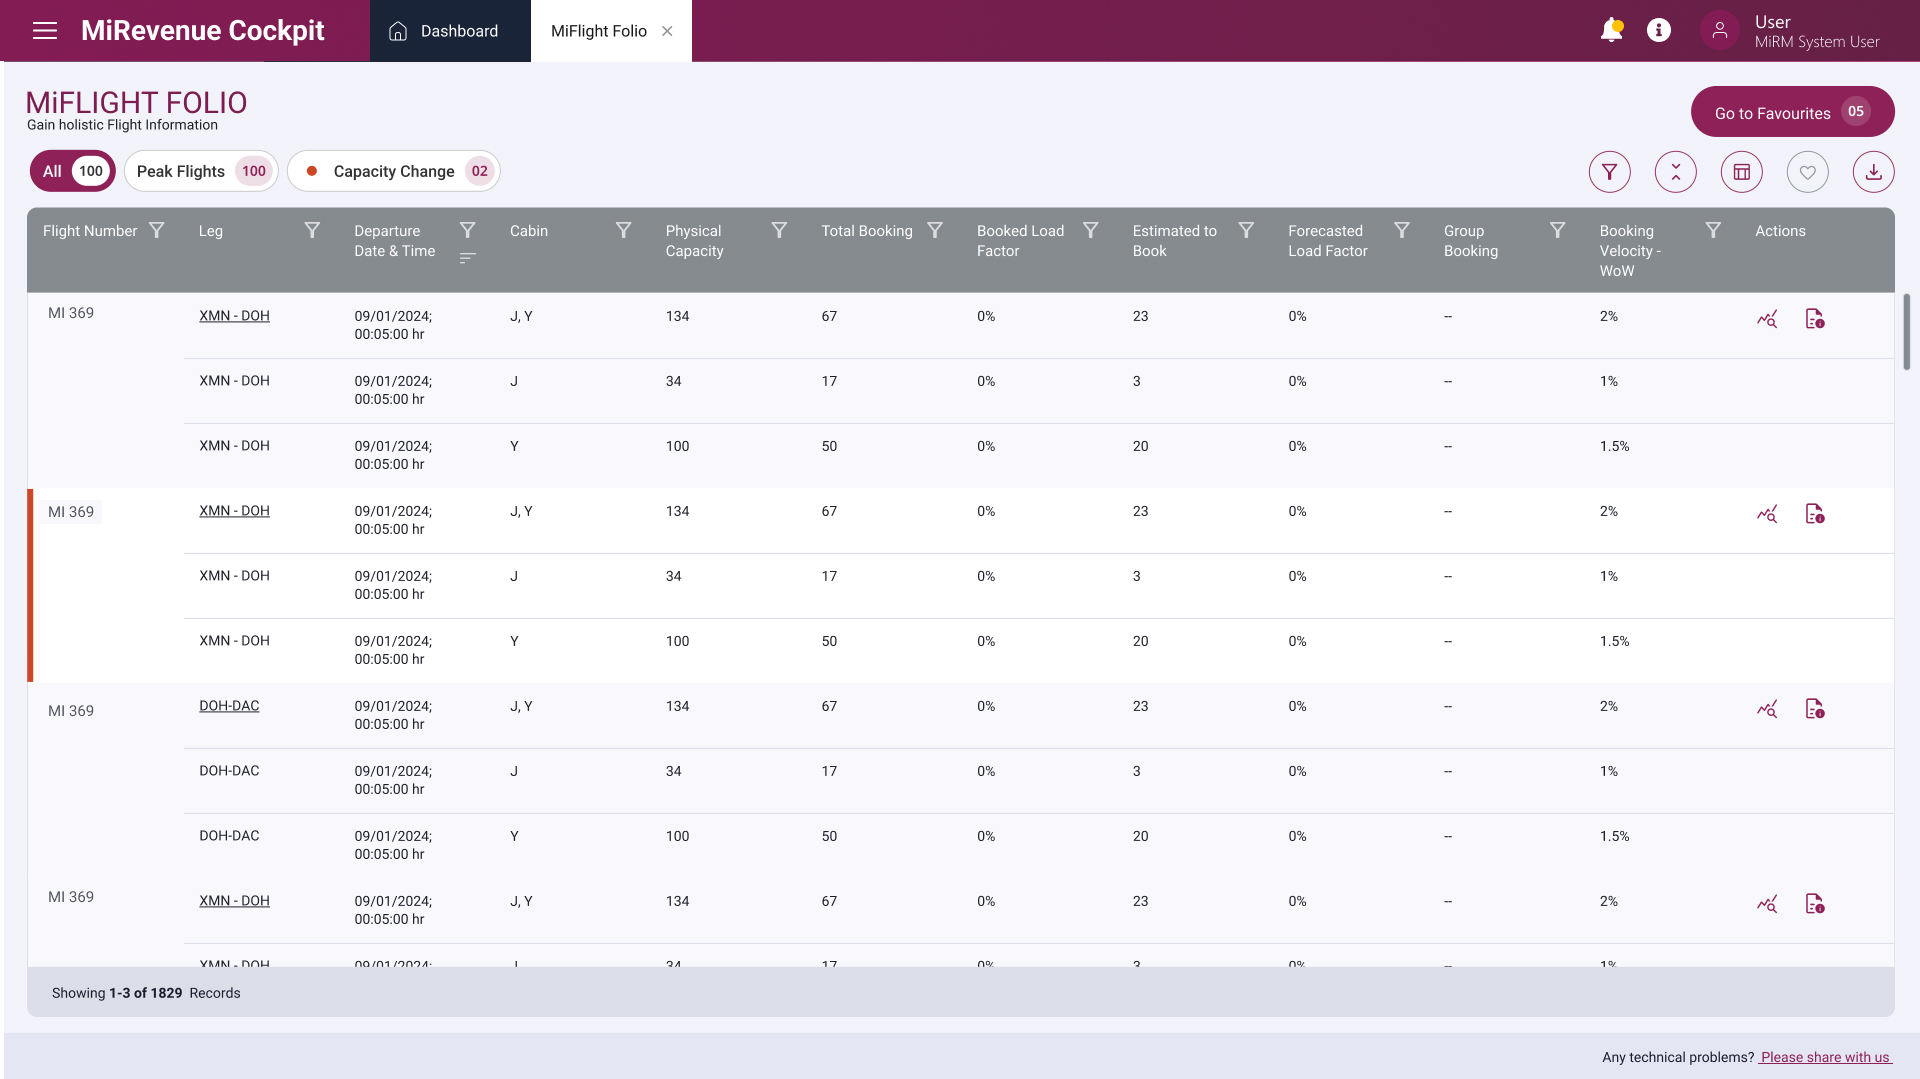 MiRevenue Cockpit
Dashboard
MiFlight Folio
User
MiRM System User
MiFLIGHT FOLIO
Gain holistic Flight Information
Go to Favourites 05
All 100
Peak Flights 100
Capacity Change 02
Flight Number Leg Departure Cabin Physical Total Booking Booked Load Estimated to Forecasted Group Booking Actions
Date & Time Capacity Factor Book Load Factor Booking Velocity -
WoW
MI 369 XMN - DOH 09/01/2024; J, Y 134 67 0% 23 0% -- 2%
00:05:00 hr
XMN - DOH 09/01/2024; J 34 17 0% 3 0% -- 1%
00:05:00 hr
XMN - DOH 09/01/2024; Y 100 50 0% 20 0% -- 1.5%
00:05:00 hr
MI 369 XMN - DOH 09/01/2024; J, Y 134 67 0% 23 0% -- 2%
00:05:00 hr
XMN - DOH 09/01/2024; J 34 17 0% 3 0% -- 1%
00:05:00 hr
XMN - DOH 09/01/2024; Y 100 50 0% 20 0% -- 1.5%
00:05:00 hr
MI 369 DOH-DAC 09/01/2024; J, Y 134 67 0% 23 0% -- 2%
00:05:00 hr
DOH-DAC 09/01/2024; J 34 17 0% 3 0% -- 1%
00:05:00 hr
DOH-DAC 09/01/2024; Y 100 50 0% 20 0% -- 1.5%
00:05:00 hr
MI 369 XMN - DOH 09/01/2024; J, Y 134 67 0% 23 0% -- 2%
00:05:00 hr
XMN - DOH 09/01/2024; J 34 17 0% 3 0% -- 1%
Showing 1-3 of 1829 Records
Any technical problems? Please share with us